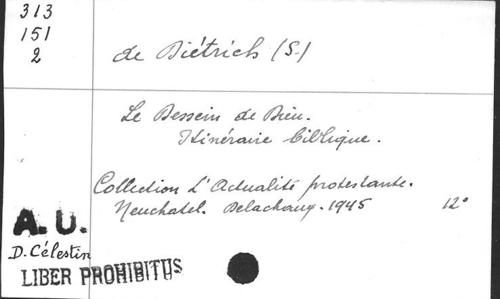 313
151
2
de Diétrich (S.)
Le Dessein de Dieu.
Itinéraire biblique.
Collection L'Actualité protestante.
Neuchatel. Delachaux. 1945 12°
A.U.
D. Célestin
LIBER PROHIBITUS